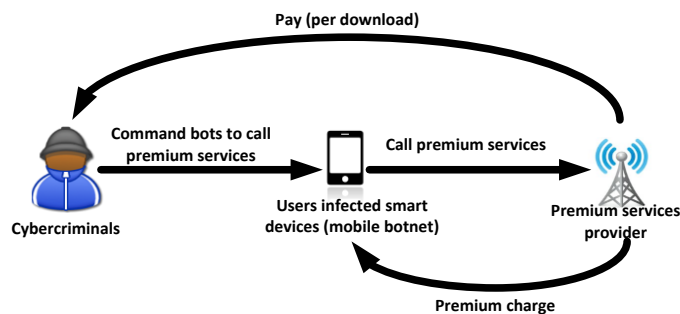 Pay (per download)
Command bots to call
premium services
Call premium services
Cybercriminals
Users infected smart
devices (mobile botnet)
Premium services
provider
Premium charge